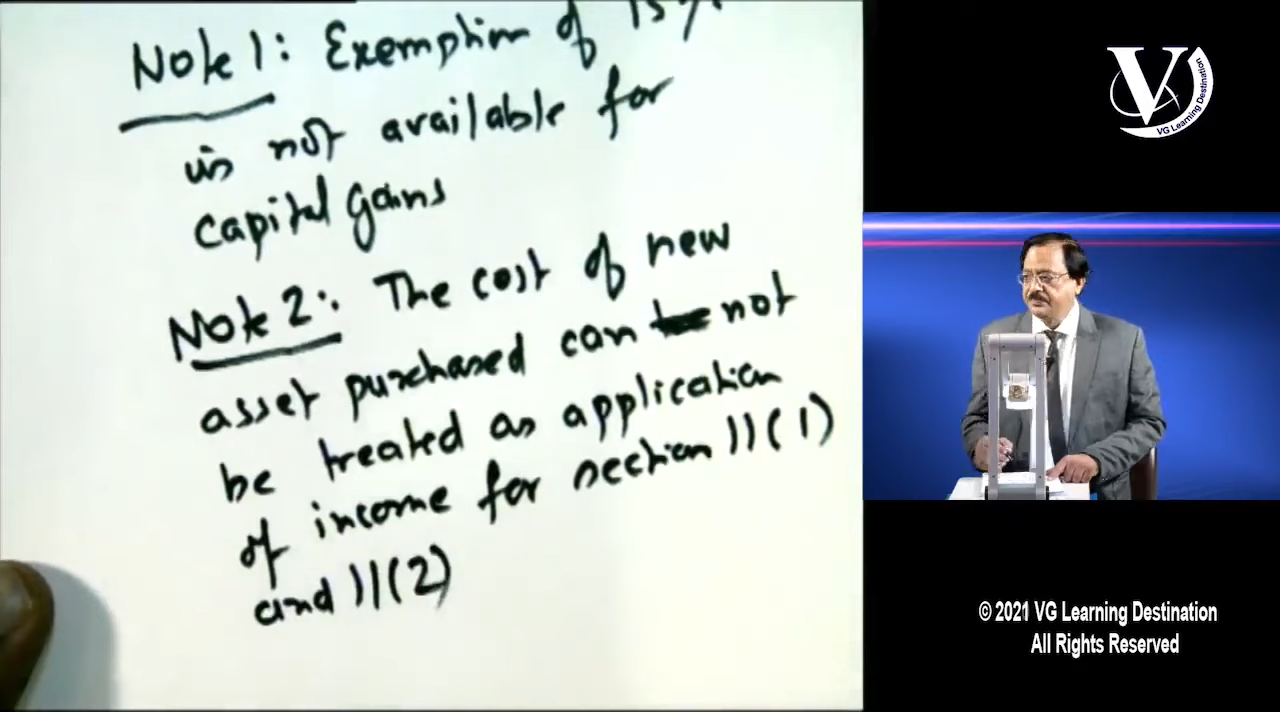 Note 1: Exemption of 15%
is not available for
capital gains
Note 2: The cost of new
asset purchased can not
be treated as application
of income for section 11(1)
and 11(2)
V
VG Learning Destination
© 2021 VG Learning Destination
All Rights Reserved